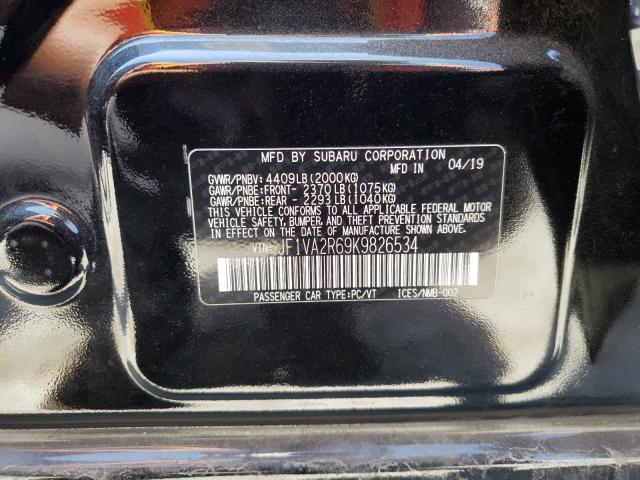 MFD BY SUBARU CORPORATION
MFD IN 04/19
GVWR/PNBV: 4409LB(2000KG)
GAWR/PNBE:FRONT- 2370LB(1075KG)
GAWR/PNBE:REAR - 2293LB(1040KG)
THIS VEHICLE CONFORMS TO ALL APPLICABLE FEDERAL MOTOR
VEHICLE SAFETY, BUMPER, AND THEFT PREVENTION STANDARDS
IN EFFECT ON THE DATE OF MANUFACTURE SHOWN ABOVE.
VIN: JF1VA2R69K9826534
PASSENGER CAR TYPE:PC/VT ICES/NMB-002